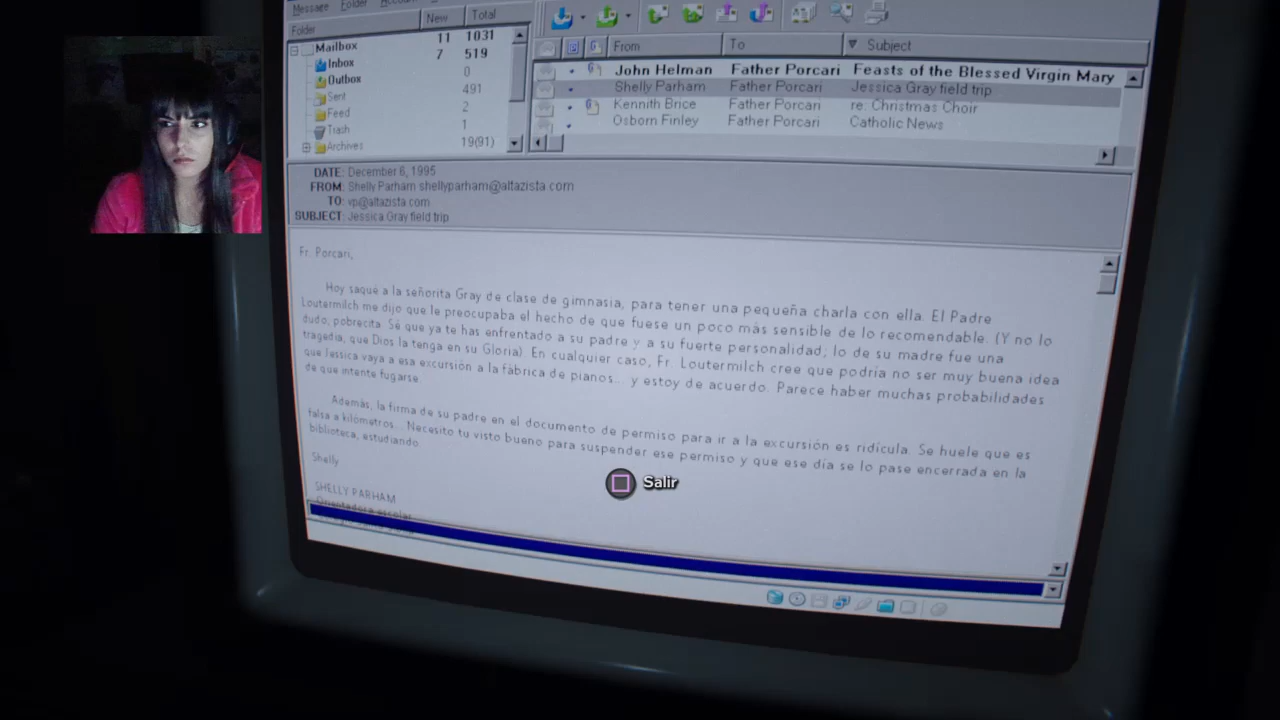 Message Folder
Folder New Total
Mailbox 11 1031
Inbox 7 519
Outbox 0
Sent 491
Feed 2
Trash 1
Archives 19(91)
From To Subject
John Helman Father Porcari Feasts of the Blessed Virgin Mary
Shelly Parham Father Porcari Jessica Gray field trip
Kennith Brice Father Porcari re: Christmas Choir
Osborn Finley Father Porcari Catholic News
DATE: December 6, 1995
FROM: Shelly Parham shellyparham@altazista.com
TO: vp@altazista.com
SUBJECT: Jessica Gray field trip
Fr. Porcari,
Hoy saqué a la señorita Gray de clase de gimnasia, para tener una pequeña charla con ella. El Padre
Loutermilch me dijo que le preocupaba el hecho de que fuese un poco más sensible de lo recomendable. (Y no lo
dudo, pobrecita. Sé que ya te has enfrentado a su padre y a su fuerte personalidad; lo de su madre fue una
tragedia, que Dios la tenga en su Gloria). En cualquier caso, Fr. Loutermilch cree que podría no ser muy buena idea
que Jessica vaya a esa excursión a la fábrica de pianos... y estoy de acuerdo. Parece haber muchas probabilidades
de que intente fugarse.
Además, la firma de su padre en el documento de permiso para ir a la excursión es ridícula. Se huele que es
falsa a kilómetros... Necesito tu visto bueno para suspender ese permiso y que ese día se lo pase encerrada en la
biblioteca, estudiando.
Shelly
SHELLY PARHAM
Orientadora escolar
Salir